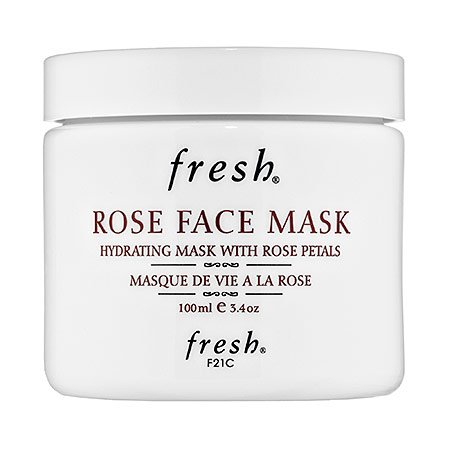 fresh®
ROSE FACE MASK
HYDRATING MASK WITH ROSE PETALS
MASQUE DE VIE A LA ROSE
100ml e 3.4oz
fresh®
F21C